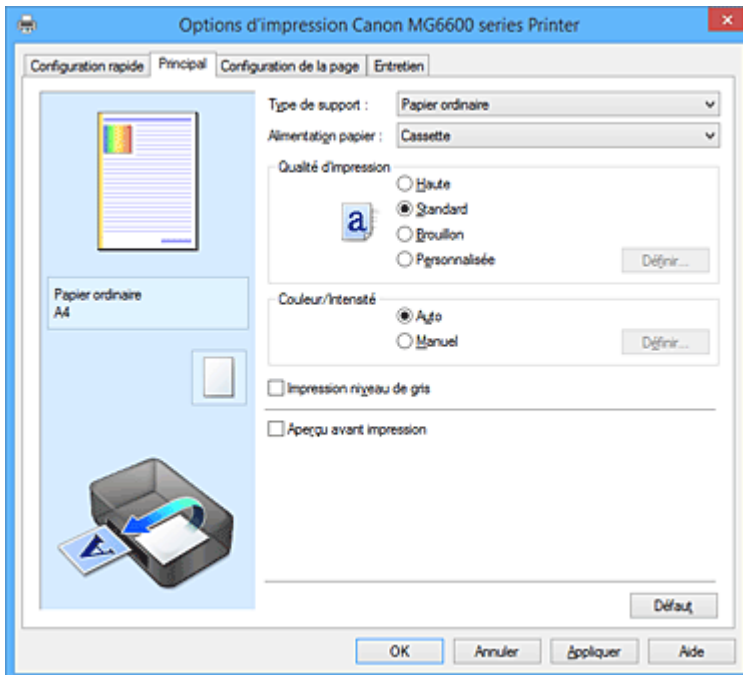 Options d'impression Canon MG6600 series Printer
Configuration rapide Principal Configuration de la page Entretien
Type de support : Papier ordinaire
Alimentation papier : Cassette
Qualité d'impression
Haute
a Standard
Brouillon
Personnalisée Définir...
Papier ordinaire
A4
Couleur/Intensité
Auto
Manuel Définir...
Impression niveau de gris
Aperçu avant impression
A
Défaut
OK Annuler Appliquer Aide